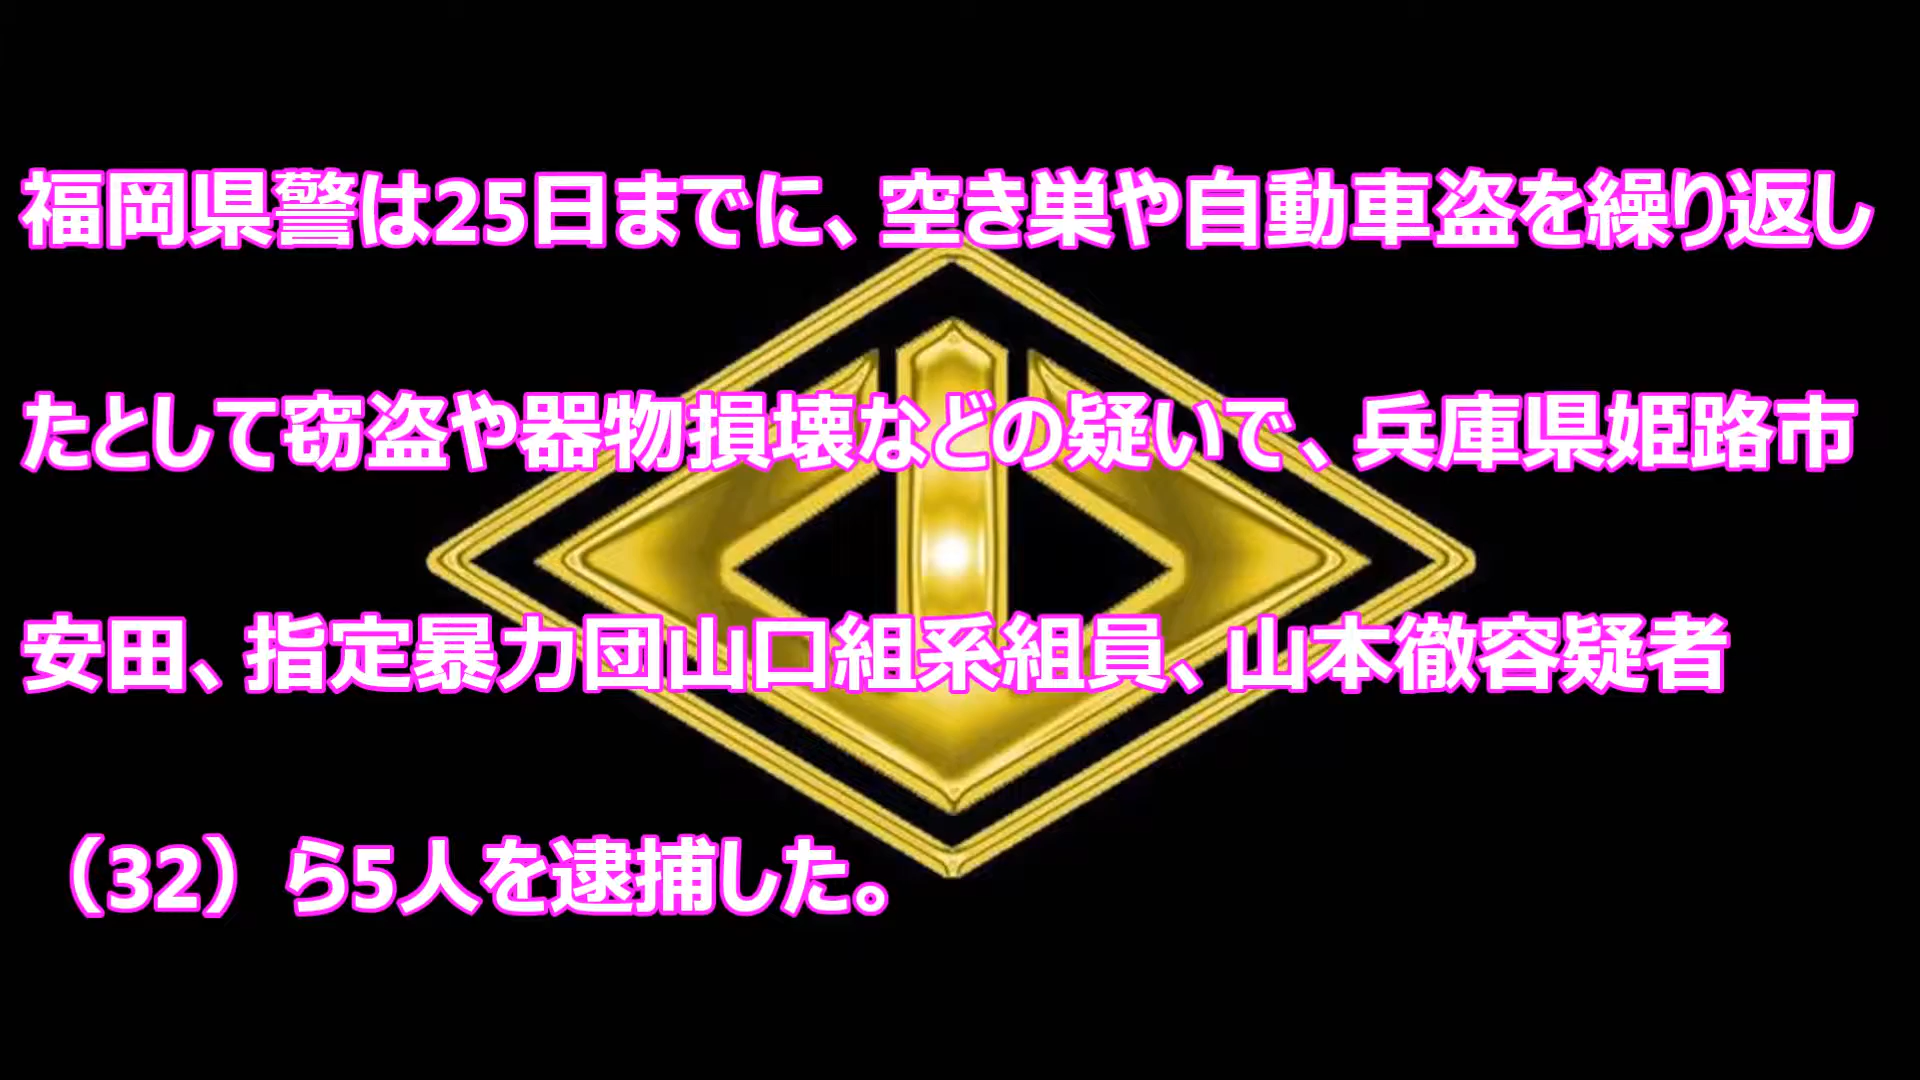 福岡県警は25日までに、空き巣や自動車盗を繰り返し
たとして窃盗や器物損壊などの疑いで、兵庫県姫路市
安田、指定暴力団山口組系組員、山本徹容疑者
（32）ら5人を逮捕した。